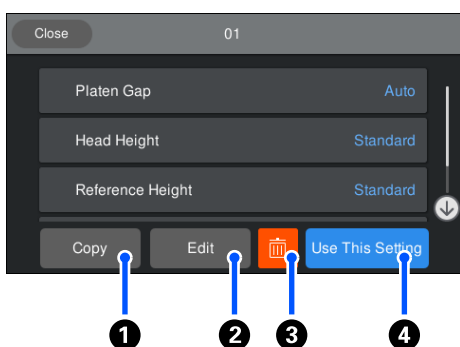 Close 01
Platen Gap Auto
Head Height Standard
Reference Height Standard
Copy Edit Use This Setting
1 2 3 4